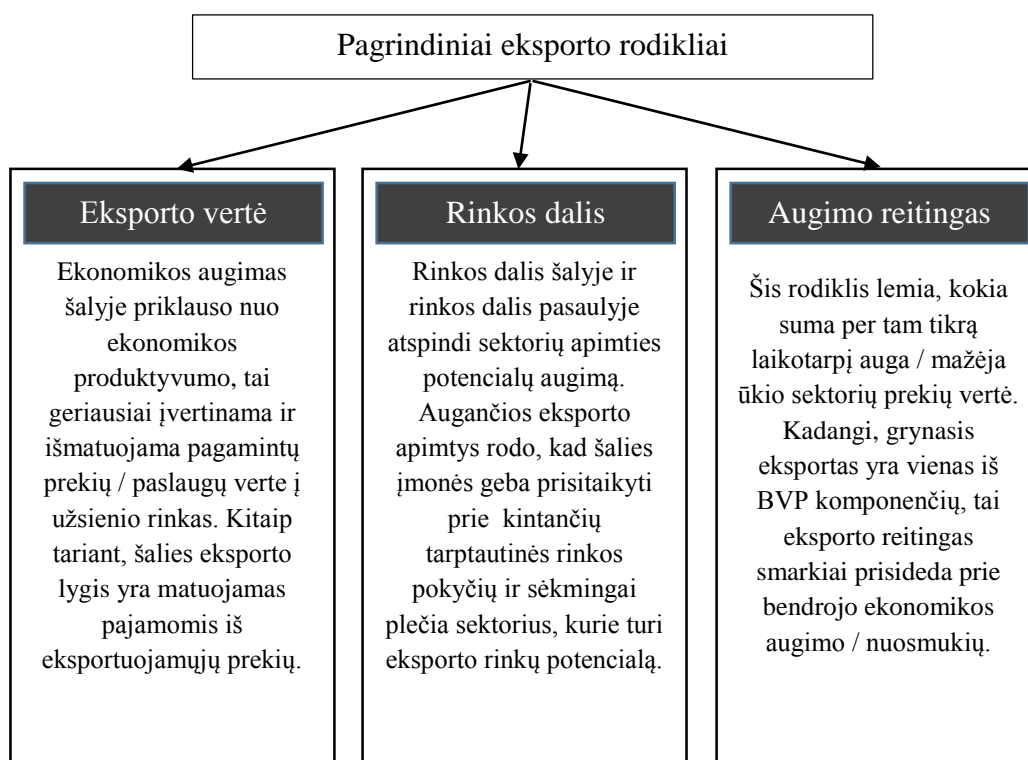 Pagrindiniai eksporto rodikliai
Eksporto vertė
Ekonomikos augimas
šalyje priklauso nuo
ekonomikos
produktyvumo, tai
geriausiai įvertinama ir
išmatuojama pagamintų
prekių / paslaugų verte į
užsienio rinkas. Kitaip
tariant, šalies eksporto
lygis yra matuojamas
pajamomis iš
eksportuojamųjų prekių.
Rinkos dalis
Rinkos dalis šalyje ir
rinkos dalis pasaulyje
atspindi sektorių apimties
potencialų augimą.
Augančios eksporto
apimtys rodo, kad šalies
įmonės geba prisitaikyti
prie kintančių
tarptautinės rinkos
pokyčių ir sėkmingai
plečia sektorius, kurie turi
eksporto rinkų potencialą.
Augimo reitingas
Šis rodiklis lemia, kokia
suma per tam tikrą
laikotarpį auga / mažėja
ūkio sektorių prekių vertė.
Kadangi, grynasis
eksportas yra vienas iš
BVP komponenčių, tai
eksporto reitingas
smarkiai prisideda prie
bendrojo ekonomikos
augimo / nuosmukių.